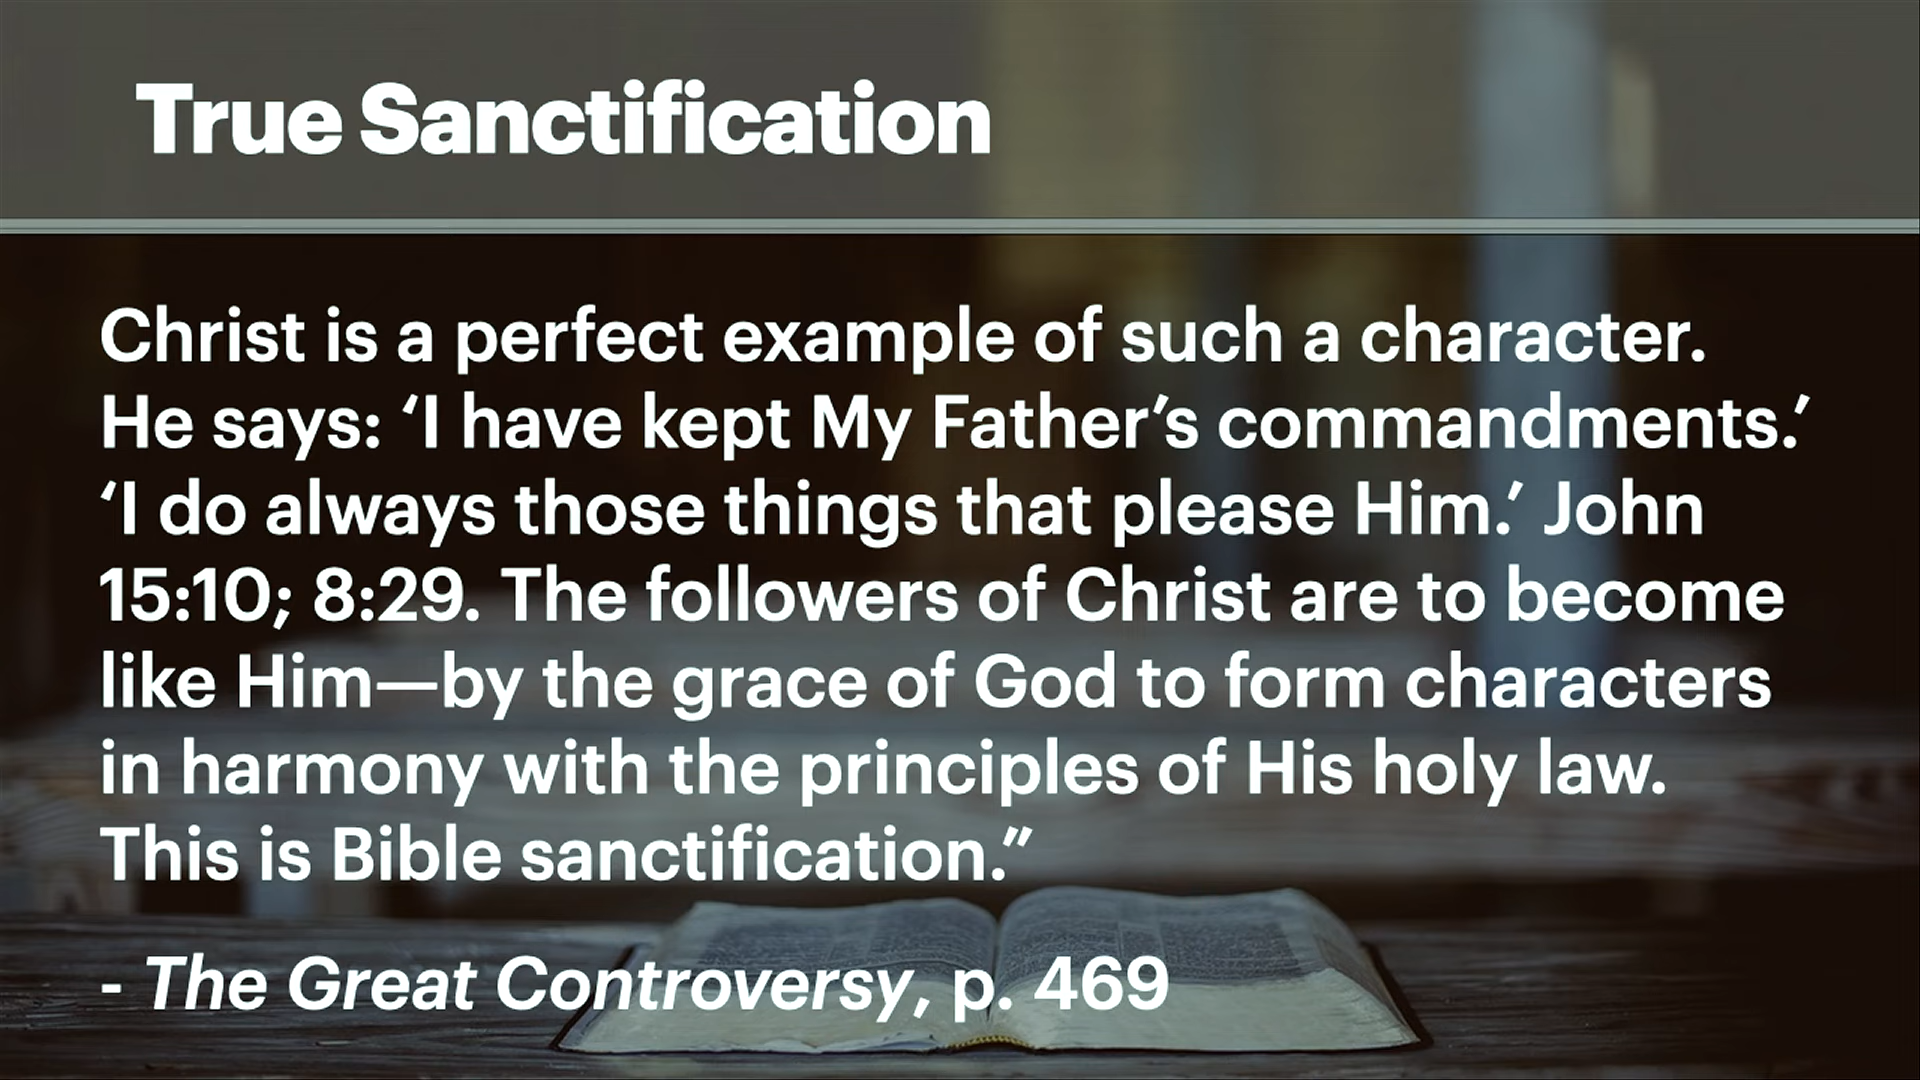 True Sanctification
Christ is a perfect example of such a character.
He says: ‘I have kept My Father’s commandments.’
‘I do always those things that please Him.’ John
15:10; 8:29. The followers of Christ are to become
like Him—by the grace of God to form characters
in harmony with the principles of His holy law.
This is Bible sanctification.”
- The Great Controversy, p. 469